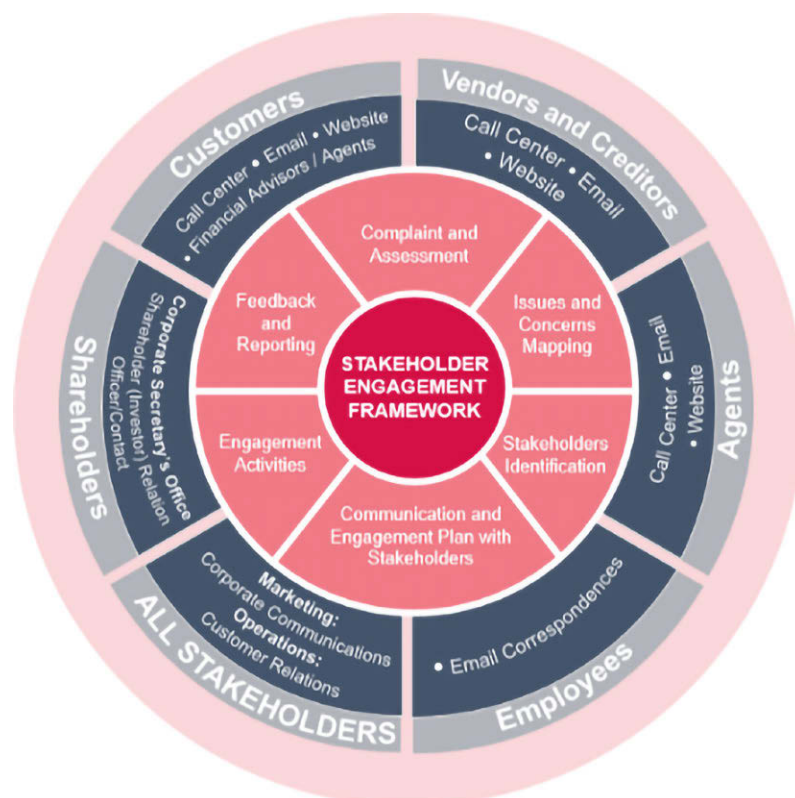 Customers
Call Center • Email • Website
• Financial Advisors / Agents
Vendors and Creditors
Call Center • Email
• Website
Agents
Call Center • Email
• Website
Employees
• Email Correspondences
ALL STAKEHOLDERS
Marketing:
Corporate Communications
Operations:
Customer Relations
Shareholders
Corporate Secretary's Office
Shareholder (Investor) Relation
Officer/Contact
Complaint and
Assessment
Issues and
Concerns
Mapping
Stakeholders
Identification
Communication and
Engagement Plan with
Stakeholders
Engagement
Activities
Feedback
and
Reporting
STAKEHOLDER
ENGAGEMENT
FRAMEWORK